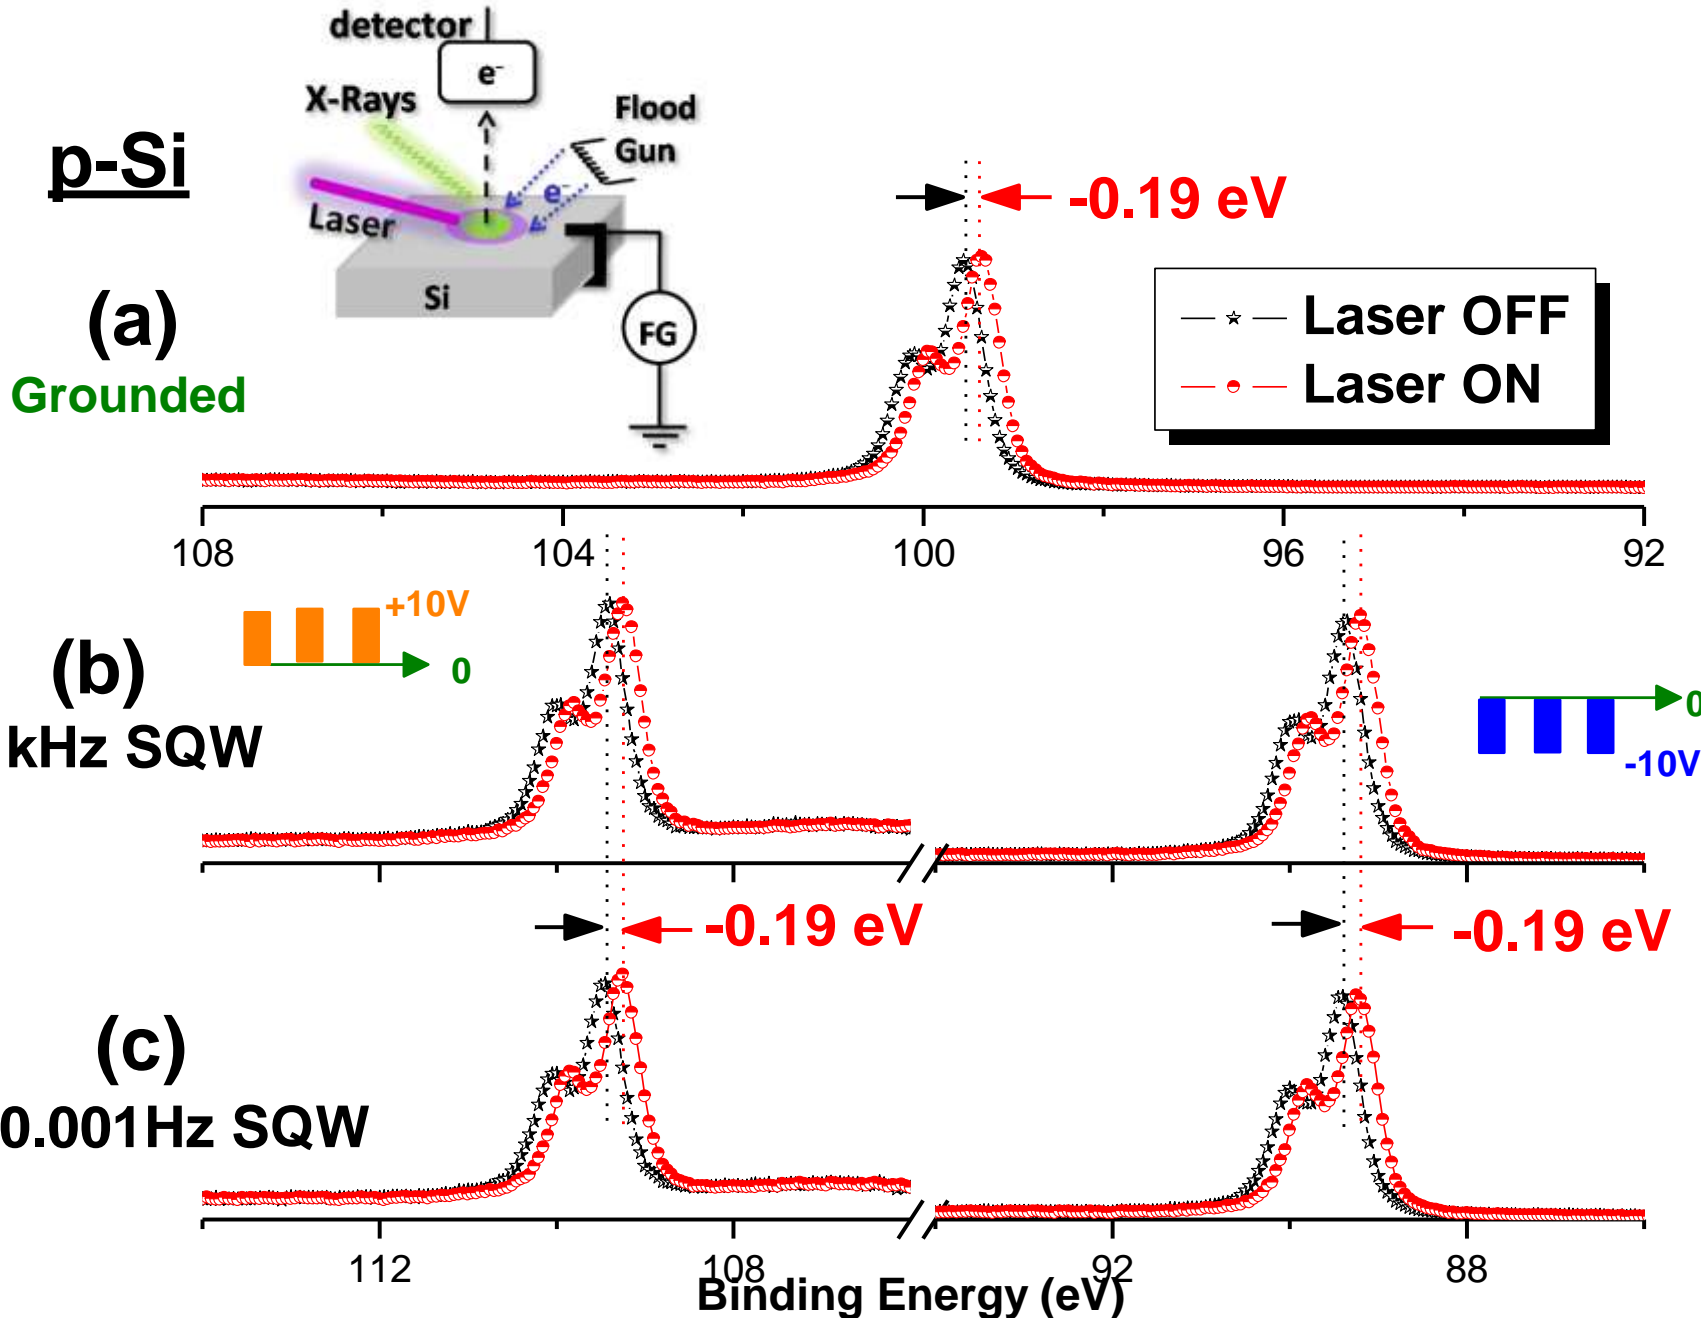 detector
e⁻
X-Rays
Flood
Gun
p-Si
e⁻
Laser
-0.19 eV
Si
(a)
FG
Grounded
Laser OFF
Laser ON
108
104
100
96
92
+10V
0
(b)
kHz SQW
0
-10V
-0.19 eV
-0.19 eV
(c)
0.001Hz SQW
112
108
92
88
Binding Energy (eV)